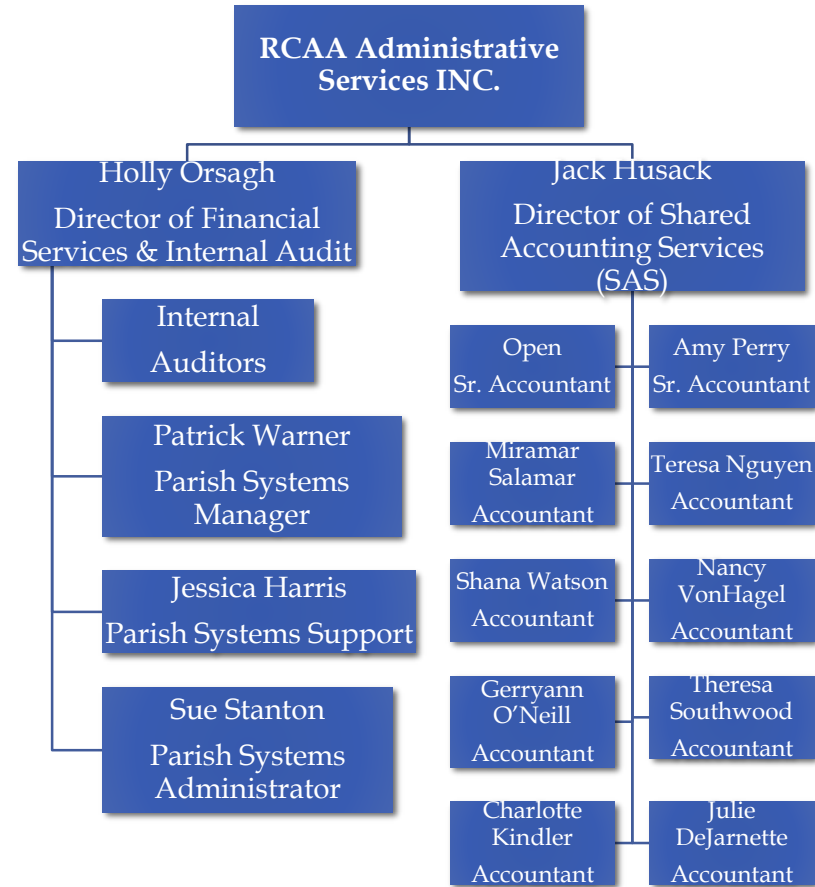 RCAA Administrative
Services INC.
Holly Orsagh
Director of Financial
Services & Internal Audit
Internal
Auditors
Patrick Warner
Parish Systems
Manager
Jessica Harris
Parish Systems Support
Sue Stanton
Parish Systems
Administrator
Jack Husack
Director of Shared
Accounting Services
(SAS)
Open
Sr. Accountant
Amy Perry
Sr. Accountant
Miramar
Salamar
Accountant
Teresa Nguyen
Accountant
Shana Watson
Accountant
Nancy
VonHagel
Accountant
Gerryann
O’Neill
Accountant
Theresa
Southwood
Accountant
Charlotte
Kindler
Accountant
Julie
DeJarnette
Accountant